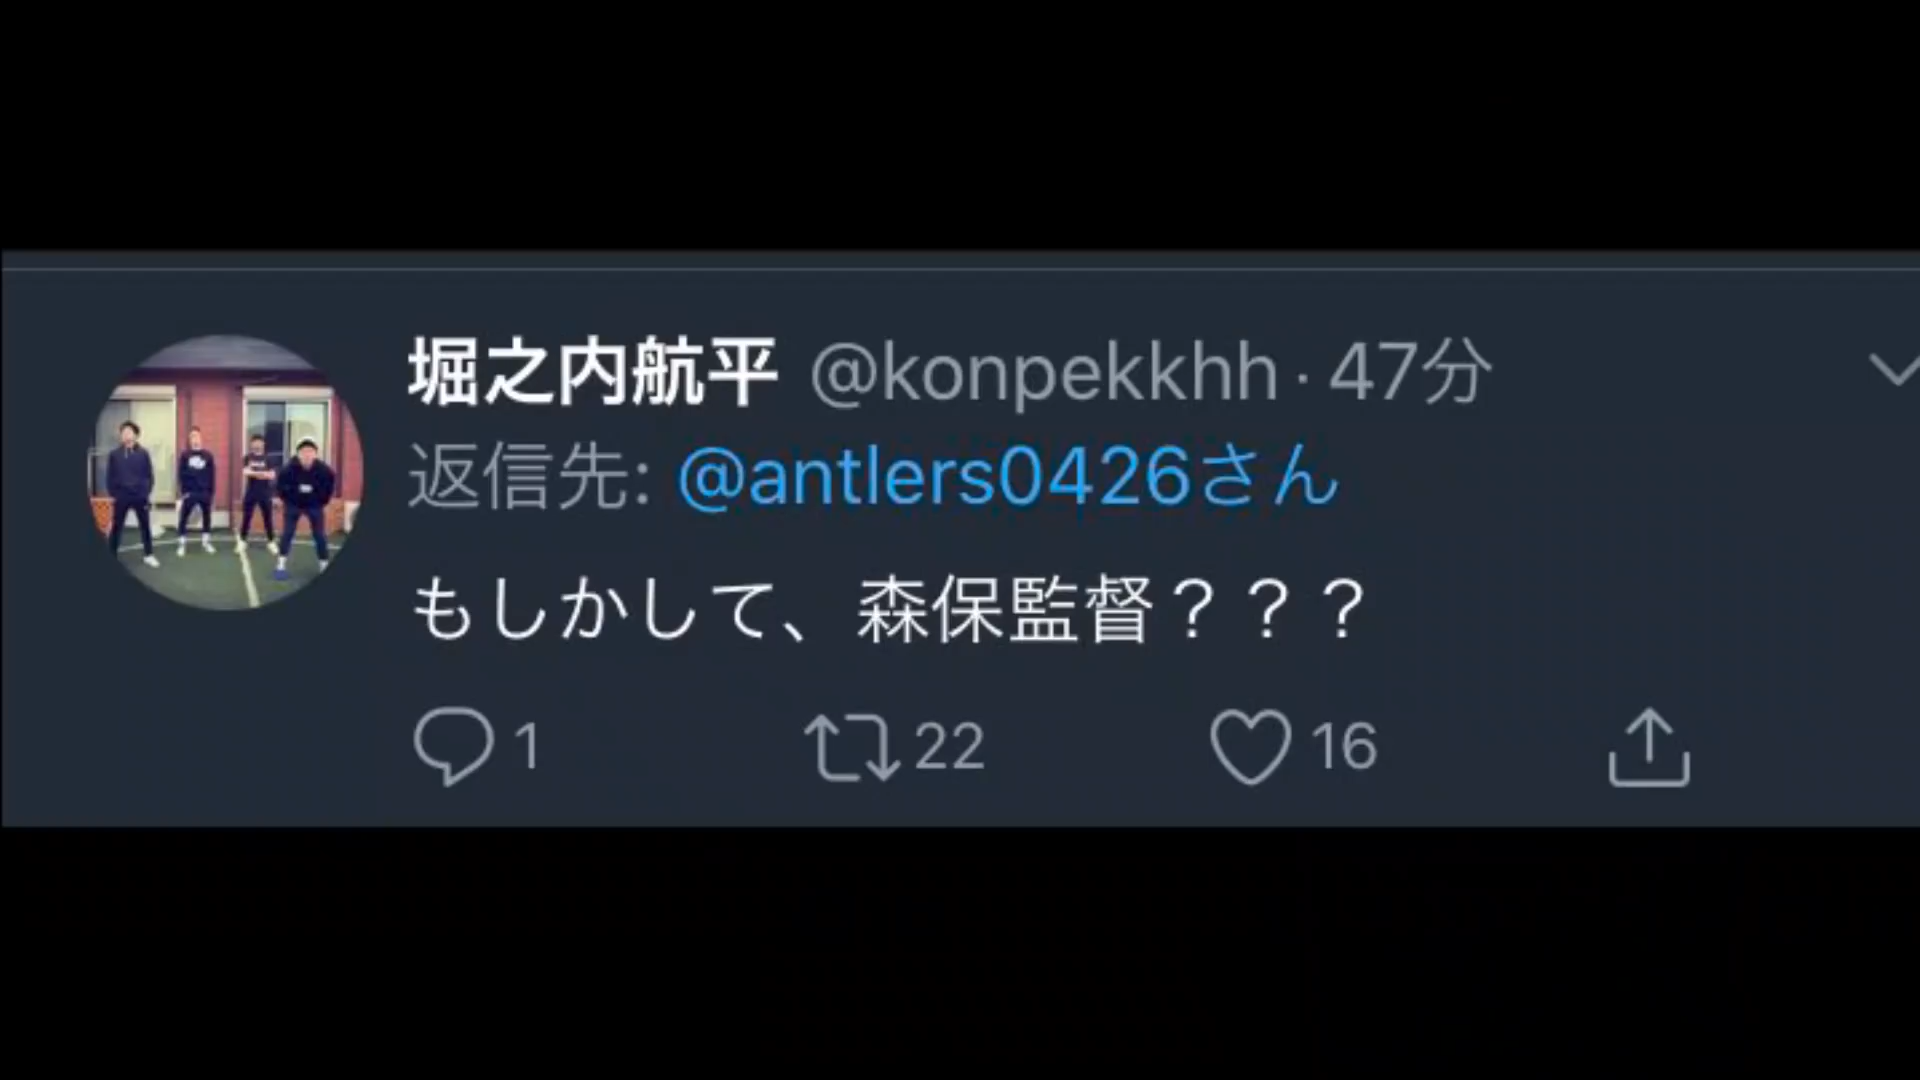 堀之内航平 @konpekkhh · 47分
返信先: @antlers0426さん
もしかして、森保監督？？？
1 22 16